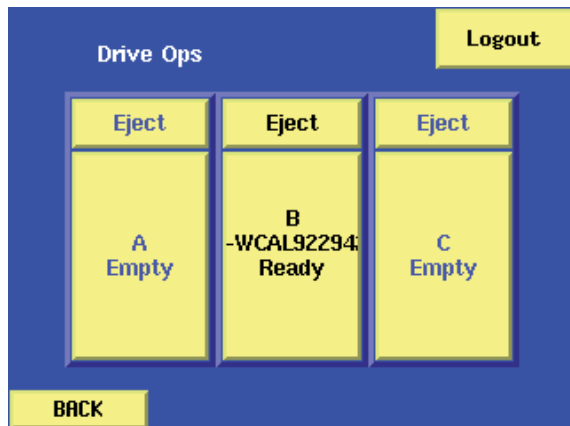 Drive Ops
Logout
Eject
Eject
Eject
A
Empty
B
-WCAL92294
Ready
C
Empty
BACK